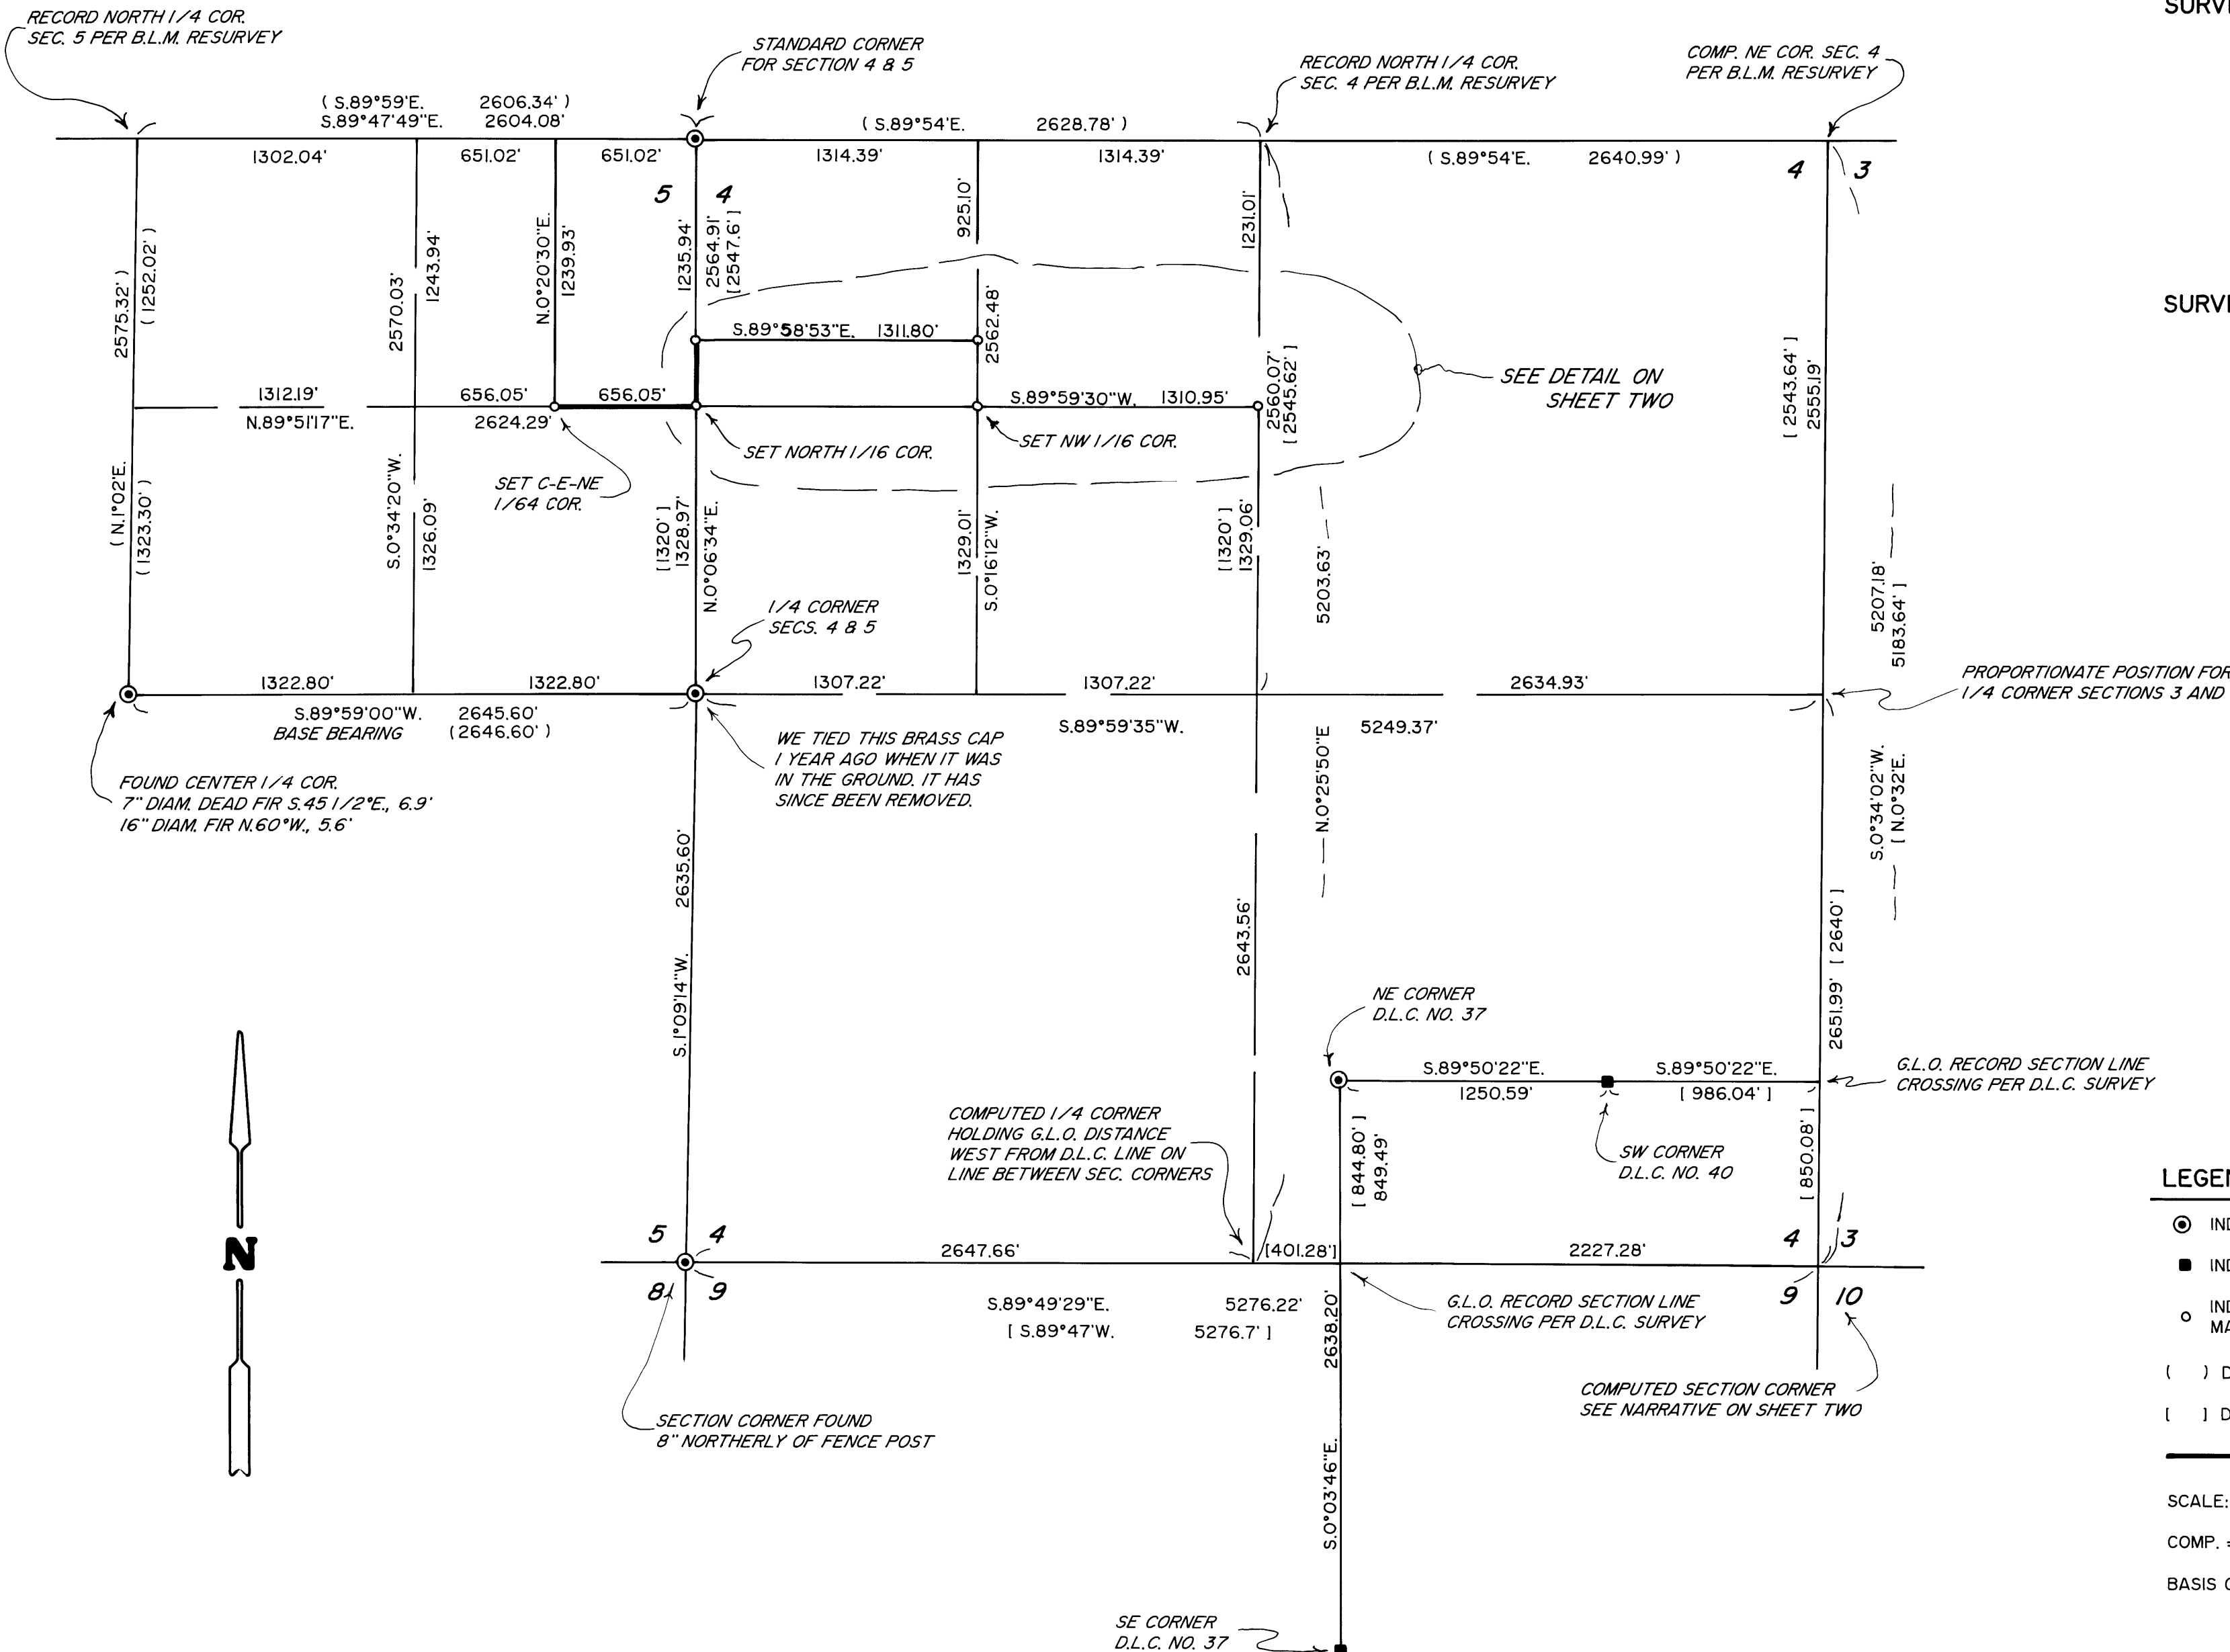 SURV
RECORD NORTH 1/4 COR.
SEC. 5 PER B.L.M. RESURVEY
STANDARD CORNER
FOR SECTION 4 & 5
RECORD NORTH 1/4 COR.
SEC. 4 PER B.L.M. RESURVEY
COMP. NE COR. SEC. 4
PER B.L.M. RESURVEY
( S.89°59'E. 2606.34' )
S.89°47'49"E. 2604.08'
( S.89°54'E. 2628.78' )
1302.04'
651.02'
651.02'
1314.39'
1314.39'
( S.89°54'E. 2640.99' )
5 4
4 3
2575.32' )
( 1252.02' )
2570.03'
1243.94'
N.0°20'30"E.
1239.93'
1235.94'
2564.91'
[2547.6']
925.10'
2562.48'
1231.01'
2560.07'
[ 2545.62' ]
[ 2543.64' ]
2555.19'
SURV
S.89°58'53"E. 1311.80'
SEE DETAIL ON
SHEET TWO
1312.19'
656.05'
656.05'
S.89°59'30"W. 1310.95'
N.89°51'17"E. 2624.29'
SET NORTH 1/16 COR.
SET NW 1/16 COR.
SET C-E-NE
1/64 COR.
( N.1°02'E.
( 1323.30' )
S.0°34'20"W.
1326.09'
[ 1320' ]
1328.97'
N.0°06'34"E.
1329.01'
S.0°16'12"W.
[ 1320' ]
1329.06'
5203.63'
N.0°25'50"E
5207.18'
5183.64' ]
S.0°34'02"W.
[ N.0°32'E.
1/4 CORNER
SECS. 4 & 5
1322.80'
1322.80'
1307.22'
1307.22'
2634.93'
PROPORTIONATE POSITION FOR
1/4 CORNER SECTIONS 3 AND
S.89°59'00"W. 2645.60'
BASE BEARING ( 2646.60' )
S.89°59'35"W. 5249.37'
WE TIED THIS BRASS CAP
1 YEAR AGO WHEN IT WAS
IN THE GROUND. IT HAS
SINCE BEEN REMOVED.
FOUND CENTER 1/4 COR.
7" DIAM. DEAD FIR S.45 1/2°E., 6.9'
16" DIAM. FIR N.60°W., 5.6'
2635.60'
S.1°09'14"W.
2643.56'
2651.99' [ 2640' ]
NE CORNER
D.L.C. NO. 37
S.89°50'22"E.
1250.59'
S.89°50'22"E.
[ 986.04' ]
G.L.O. RECORD SECTION LINE
CROSSING PER D.L.C. SURVEY
SW CORNER
D.L.C. NO. 40
COMPUTED 1/4 CORNER
HOLDING G.L.O. DISTANCE
WEST FROM D.L.C. LINE ON
LINE BETWEEN SEC. CORNERS
[ 844.80' ]
849.49'
[ 850.08' ]
N
5 4
8 9
2647.66'
[401.28']
2227.28'
4 3
9 10
S.89°49'29"E. 5276.22'
[ S.89°47'W. 5276.7' ]
G.L.O. RECORD SECTION LINE
CROSSING PER D.L.C. SURVEY
2638.20'
S.0°03'46"E.
COMPUTED SECTION CORNER
SEE NARRATIVE ON SHEET TWO
SECTION CORNER FOUND
8" NORTHERLY OF FENCE POST
SE CORNER
D.L.C. NO. 37
LEGEN
IND
IND
IND
MA
( ) D
[ ] D
SCALE:
COMP. =
BASIS O